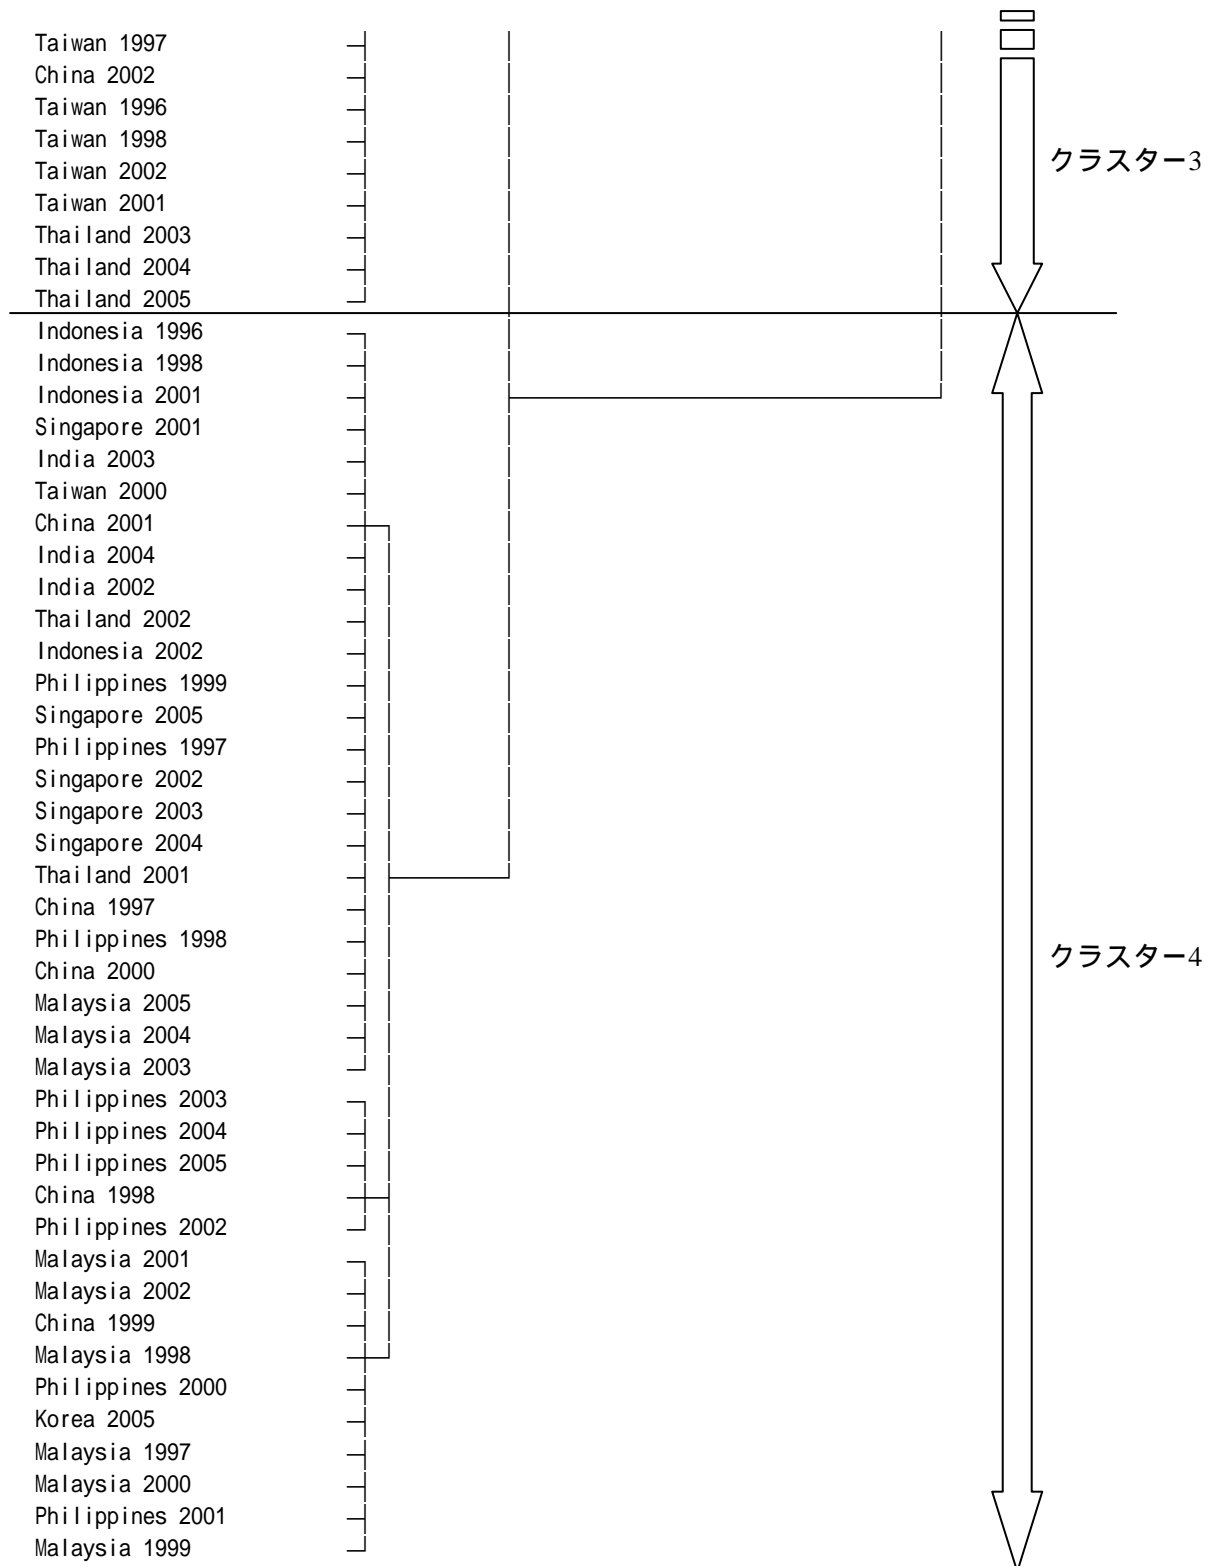 Taiwan 1997
China 2002
Taiwan 1996
Taiwan 1998
クラスター3
Taiwan 2002
Taiwan 2001
Thailand 2003
Thailand 2004
Thailand 2005
Indonesia 1996
Indonesia 1998
Indonesia 2001
Singapore 2001
India 2003
Taiwan 2000
China 2001
India 2004
India 2002
Thailand 2002
Indonesia 2002
Philippines 1999
Singapore 2005
Philippines 1997
Singapore 2002
Singapore 2003
Singapore 2004
Thailand 2001
China 1997
Philippines 1998
クラスター4
China 2000
Malaysia 2005
Malaysia 2004
Malaysia 2003
Philippines 2003
Philippines 2004
Philippines 2005
China 1998
Philippines 2002
Malaysia 2001
Malaysia 2002
China 1999
Malaysia 1998
Philippines 2000
Korea 2005
Malaysia 1997
Malaysia 2000
Philippines 2001
Malaysia 1999